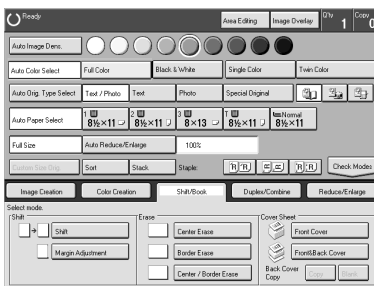 Ready Area Editing Image Overlay Q'ty 1 Copy 0
Auto Image Dens.
Auto Color Select Full Color Black & White Single Color Twin Color
Auto Orig. Type Select Text / Photo Text Photo Special Original
Auto Paper Select 1 8½×11 2 8½×11 3 8×13 T 8½×11 Normal 8½×11
Full Size Auto Reduce/Enlarge 100%
Custom Size Orig. Sort Stack Staple: Check Modes
Image Creation Color Creation Shift/Book Duplex/Combine Reduce/Enlarge
Select mode.
Shift Erase Cover Sheet
Shift Center Erase Front Cover
Margin Adjustment Border Erase Front&Back Cover
Center / Border Erase Back Cover Copy Copy Blank